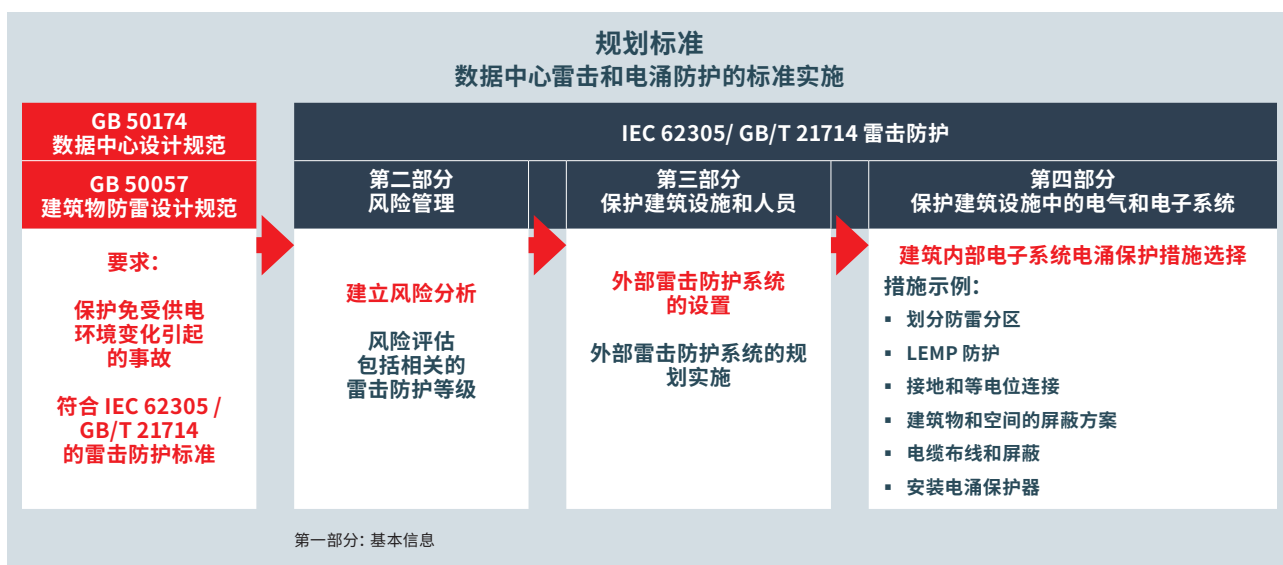 规划标准
数据中心雷击和电涌防护的标准实施
GB 50174
数据中心设计规范
GB 50057
建筑物防雷设计规范
要求：
保护免受供电
环境变化引起
的事故
符合 IEC 62305 /
GB/T 21714
的雷击防护标准
IEC 62305/ GB/T 21714 雷击防护
第二部分
风险管理
建立风险分析
风险评估
包括相关的
雷击防护等级
第三部分
保护建筑设施和人员
外部雷击防护系统
的设置
外部雷击防护系统的规
划实施
第四部分
保护建筑设施中的电气和电子系统
建筑内部电子系统电涌保护措施选择
措施示例：
▪ 划分防雷分区
▪ LEMP 防护
▪ 接地和等电位连接
▪ 建筑物和空间的屏蔽方案
▪ 电缆布线和屏蔽
▪ 安装电涌保护器
第一部分：基本信息